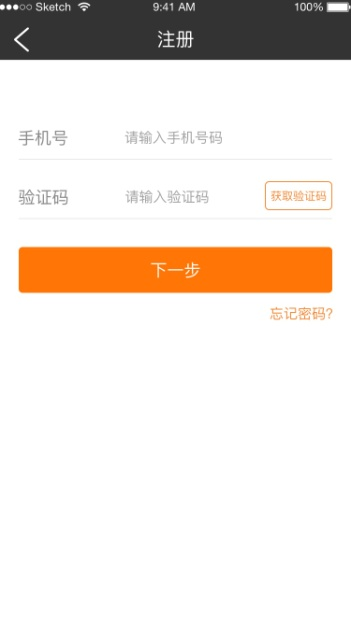 Sketch 9:41 AM 100%
注册
手机号 请输入手机号码
验证码 请输入验证码 获取验证码
下一步
忘记密码?